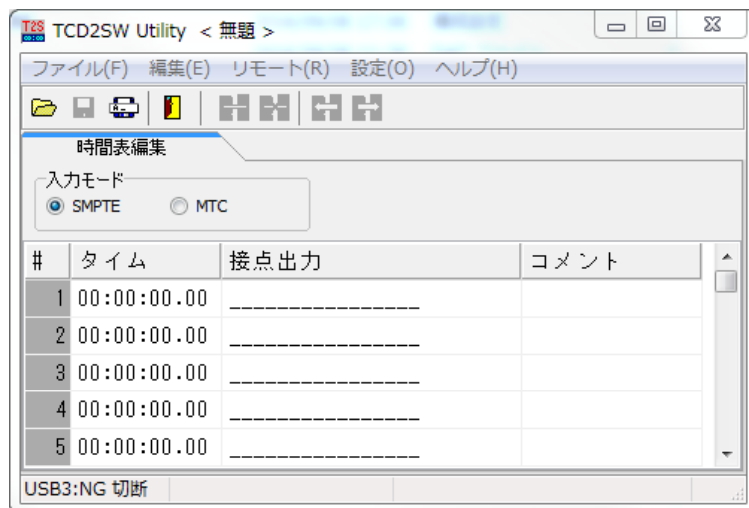 T2S TCD2SW Utility < 無題 >
ファイル(F) 編集(E) リモート(R) 設定(O) ヘルプ(H)
時間表編集
入力モード
SMPTE MTC
# タイム 接点出力 コメント
1 00:00:00.00 ________________
2 00:00:00.00 ________________
3 00:00:00.00 ________________
4 00:00:00.00 ________________
5 00:00:00.00 ________________
USB3:NG 切断